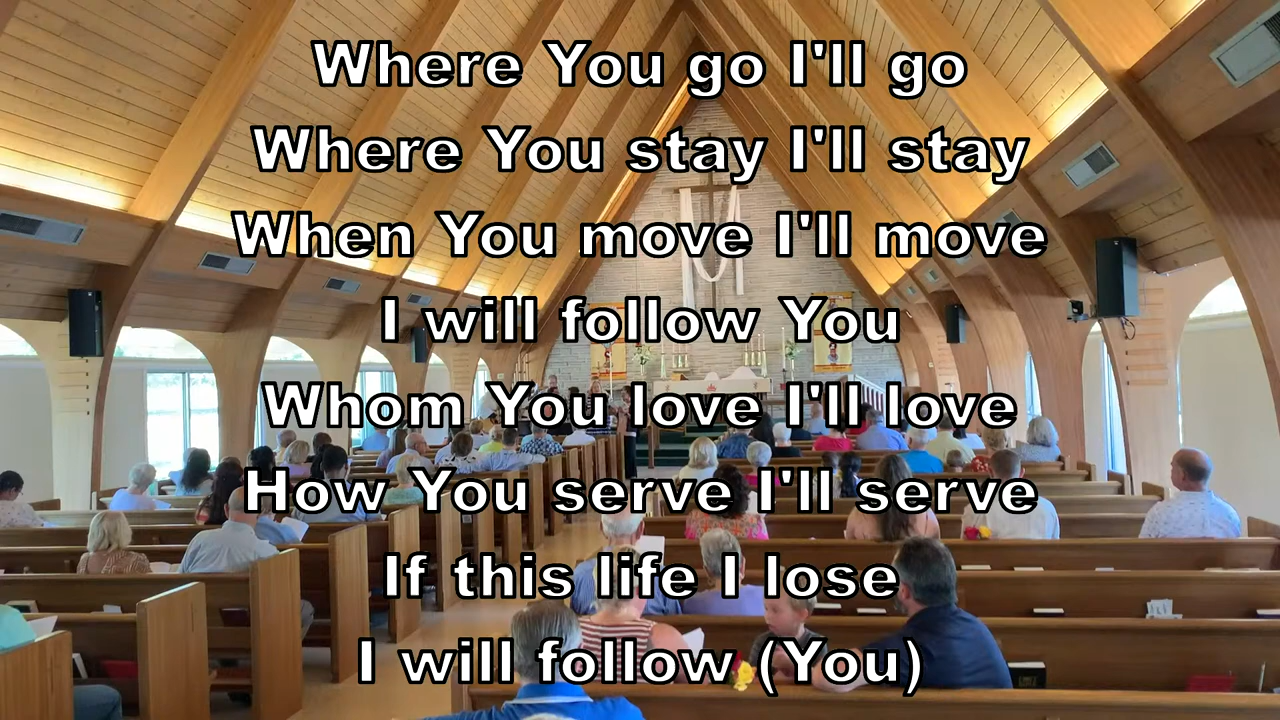 Where You go I'll go
Where You stay I'll stay
When You move I'll move
I will follow You
Whom You love I'll love
How You serve I'll serve
If this life I lose
I will follow (You)